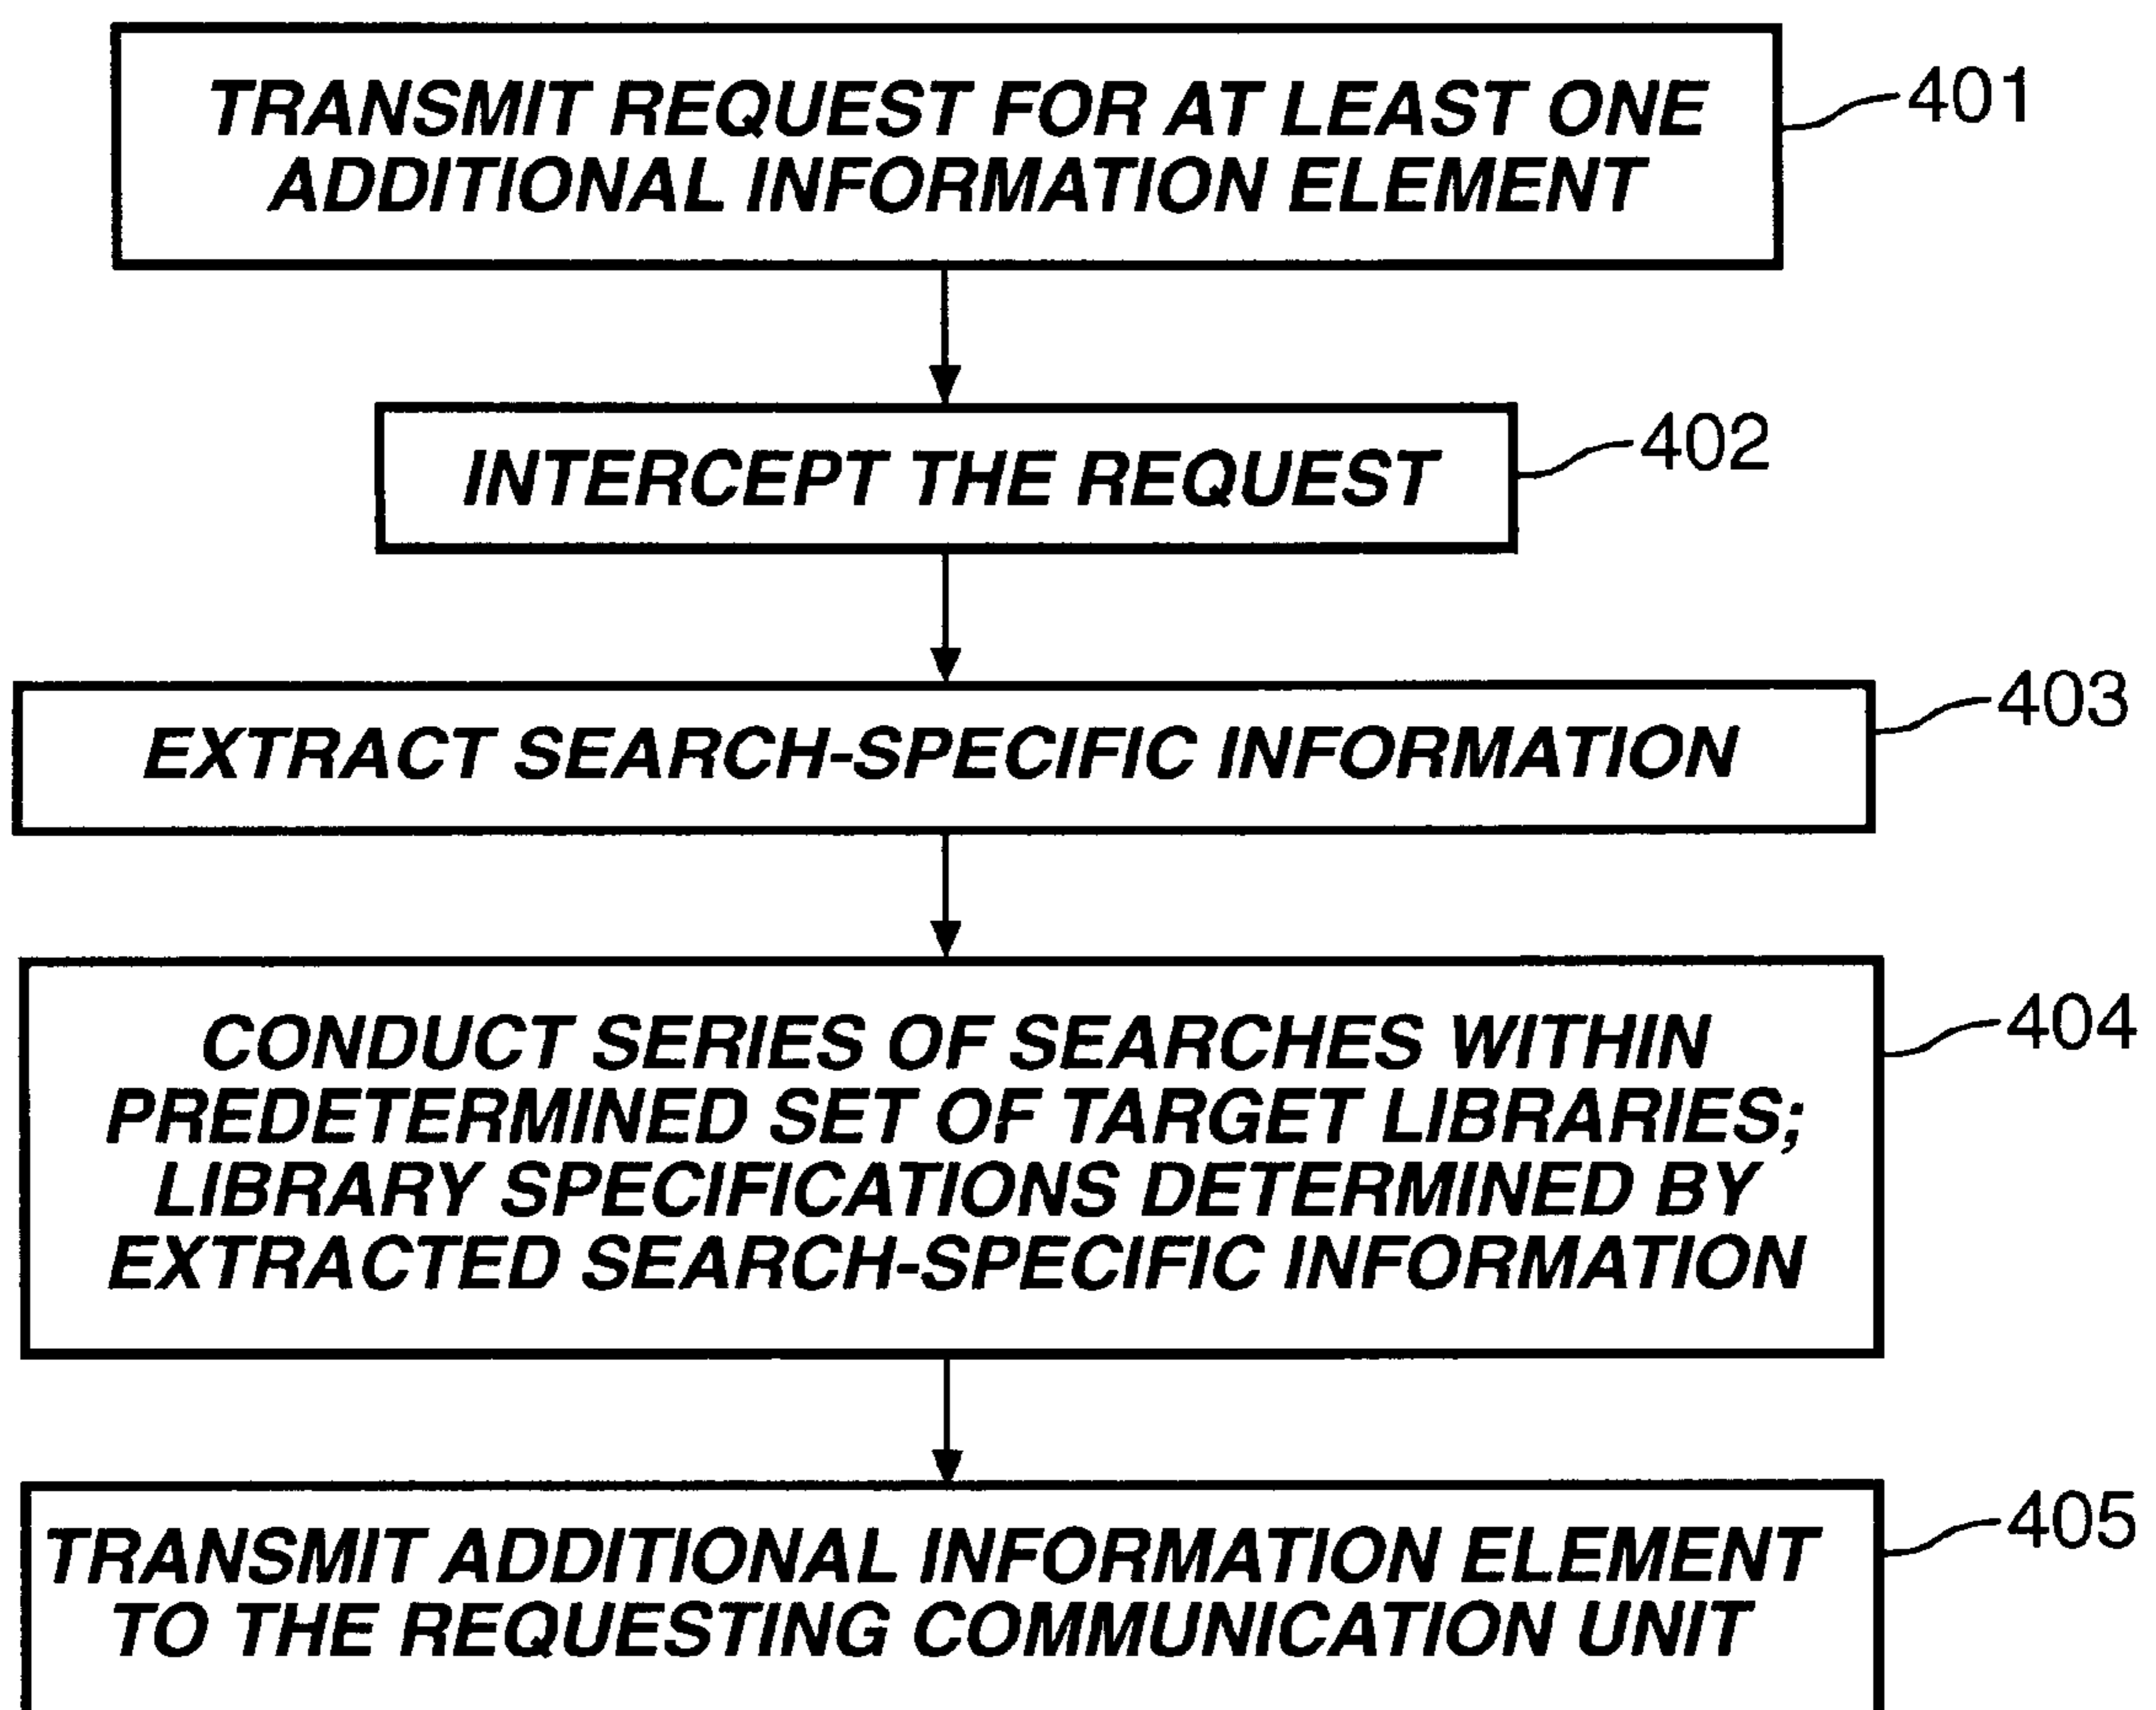 TRANSMIT REQUEST FOR AT LEAST ONE
ADDITIONAL INFORMATION ELEMENT
401
INTERCEPT THE REQUEST
402
EXTRACT SEARCH-SPECIFIC INFORMATION
403
CONDUCT SERIES OF SEARCHES WITHIN
PREDETERMINED SET OF TARGET LIBRARIES;
LIBRARY SPECIFICATIONS DETERMINED BY
EXTRACTED SEARCH-SPECIFIC INFORMATION
404
TRANSMIT ADDITIONAL INFORMATION ELEMENT
TO THE REQUESTING COMMUNICATION UNIT
405